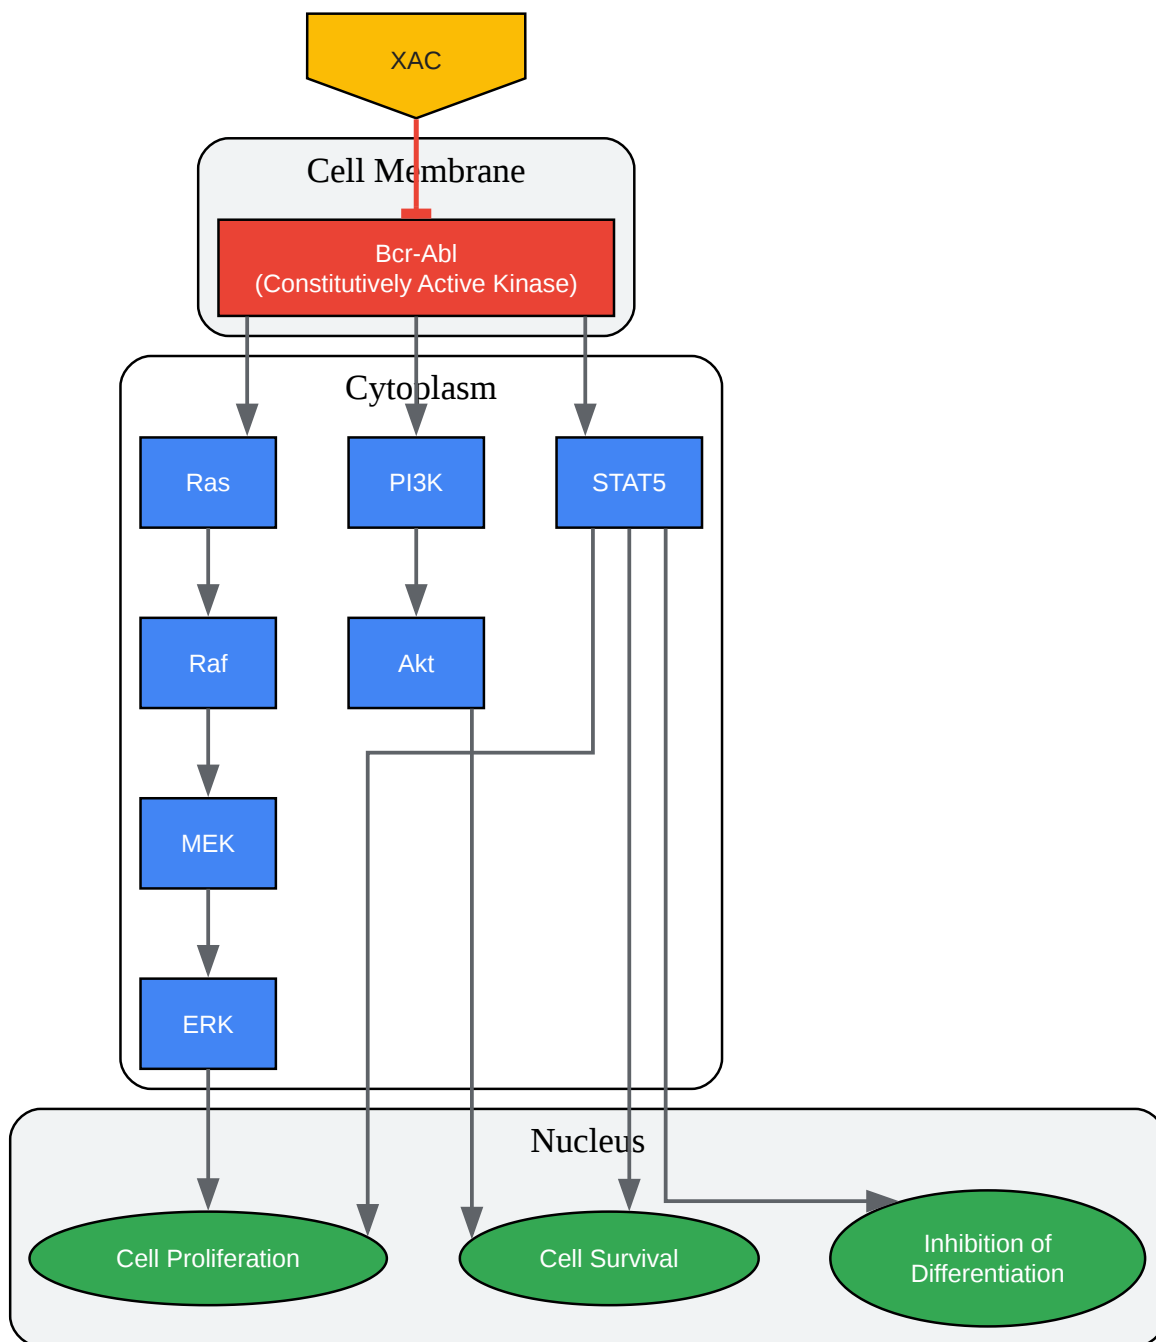 XAC
Cell Membrane
Bcr-Abl
(Constitutively Active Kinase)
Cytoplasm
Ras
PI3K
STAT5
Raf
Akt
MEK
ERK
Nucleus
Cell Proliferation
Cell Survival
Inhibition of
Differentiation